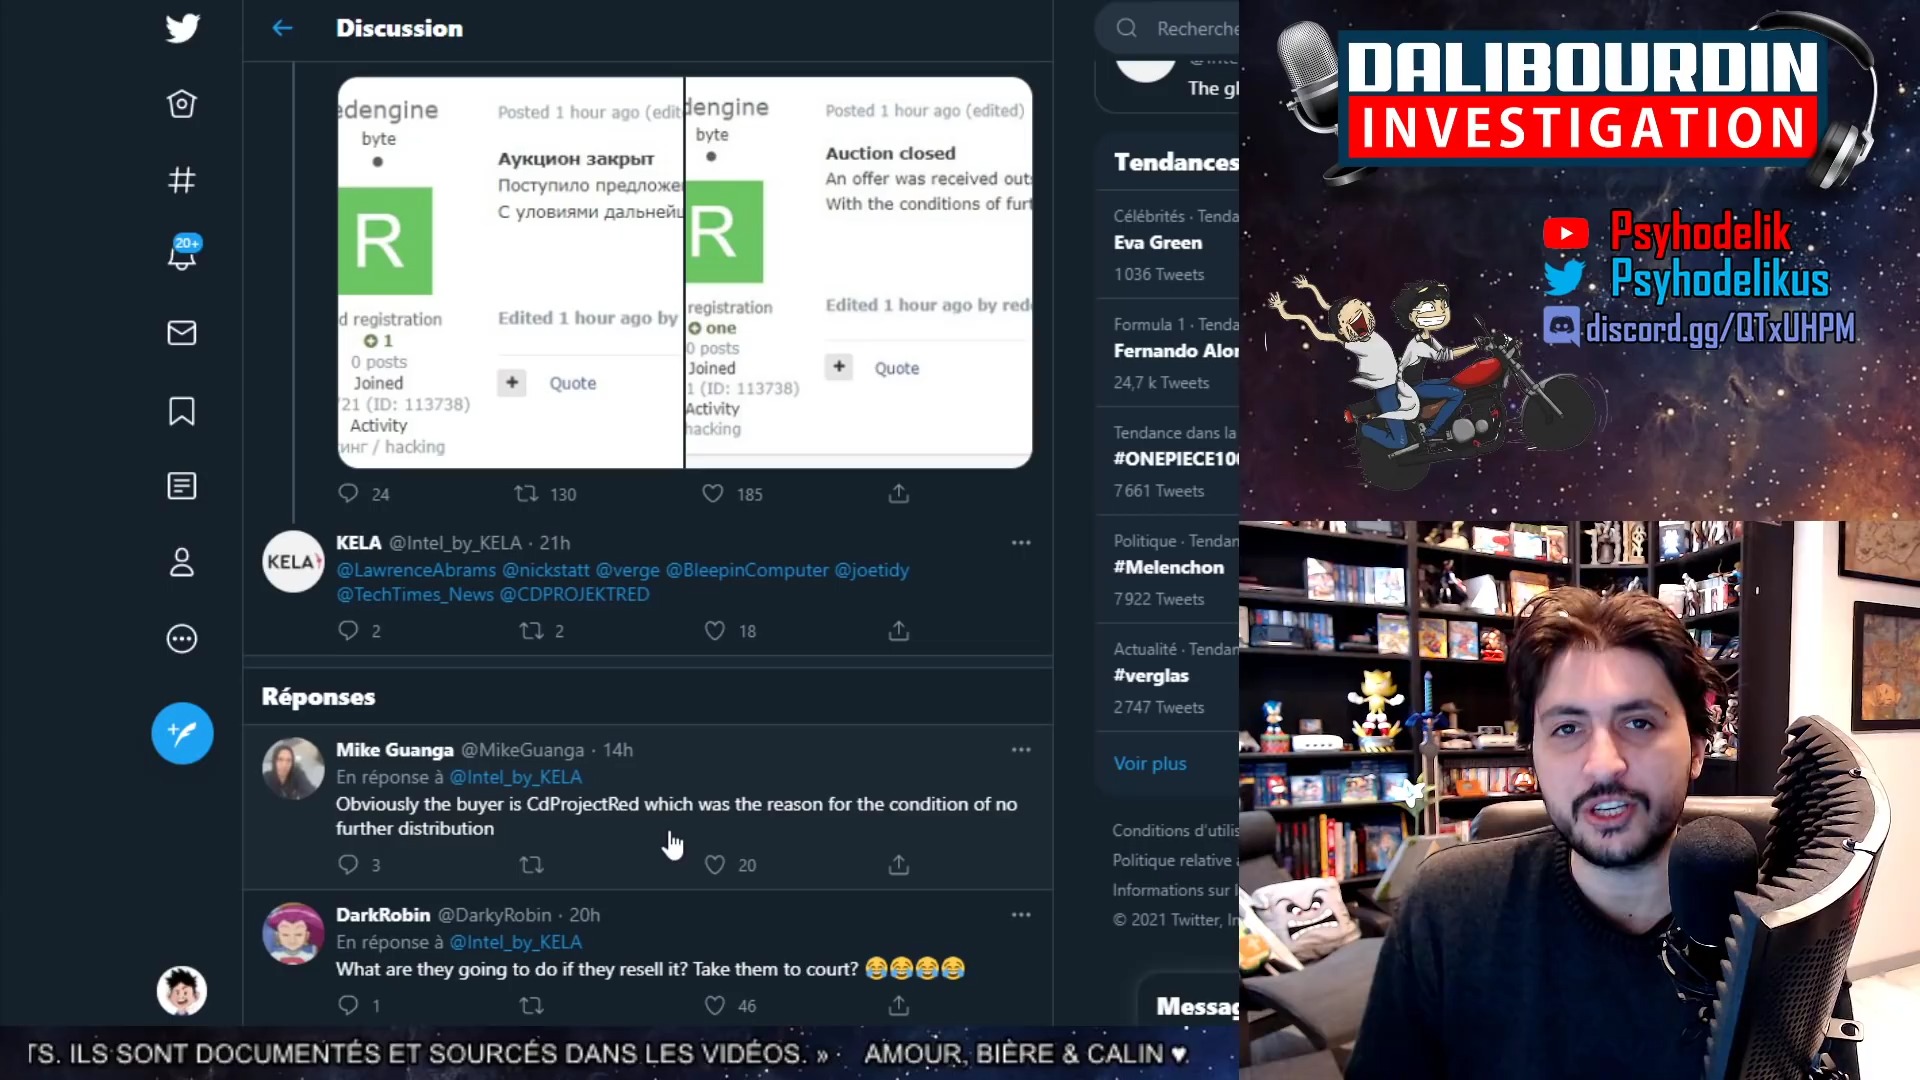 Discussion
Recherche
The gl
edengine
byte
Posted 1 hour ago (edit
Аукцион закрыт
Поступило предложе
С уловиями дальней
R
d registration
1
0 posts
Joined
'21 (ID: 113738)
Activity
инг / hacking
Edited 1 hour ago by
+ Quote
dengine
byte
Posted 1 hour ago (edited)
Auction closed
An offer was received out
With the conditions of furt
R
registration
one
0 posts
Joined
1 (ID: 113738)
Activity
hacking
Edited 1 hour ago by red
+ Quote
24 130 185
20+
KELA
KELA @Intel_by_KELA · 21h
@LawrenceAbrams @nickstatt @verge @BleepinComputer @joetidy
@TechTimes_News @CDPROJEKTRED
2 2 18
Réponses
Mike Guanga @MikeGuanga · 14h
En réponse à @Intel_by_KELA
Obviously the buyer is CdProjectRed which was the reason for the condition of no
further distribution
3 20
DarkRobin @DarkyRobin · 20h
En réponse à @Intel_by_KELA
What are they going to do if they resell it? Take them to court? 😂😂😂😂
1 46
Tendances
Célébrités · Tenda
Eva Green
1 036 Tweets
Formula 1 · Tenda
Fernando Alor
24,7 k Tweets
Tendance dans la
#ONEPIECE100
7 661 Tweets
Politique · Tendan
#Melenchon
7 922 Tweets
Actualité · Tendan
#verglas
2 747 Tweets
Voir plus
Conditions d'utilis
Politique relative a
Informations sur l
© 2021 Twitter, In
Messag
DALIBOURDIN
INVESTIGATION
Psyhodelik
Psyhodelikus
discord.gg/QTxUHPM
TS. ILS SONT DOCUMENTÉS ET SOURCÉS DANS LES VIDÉOS. » · AMOUR, BIÈRE & CALIN ♥